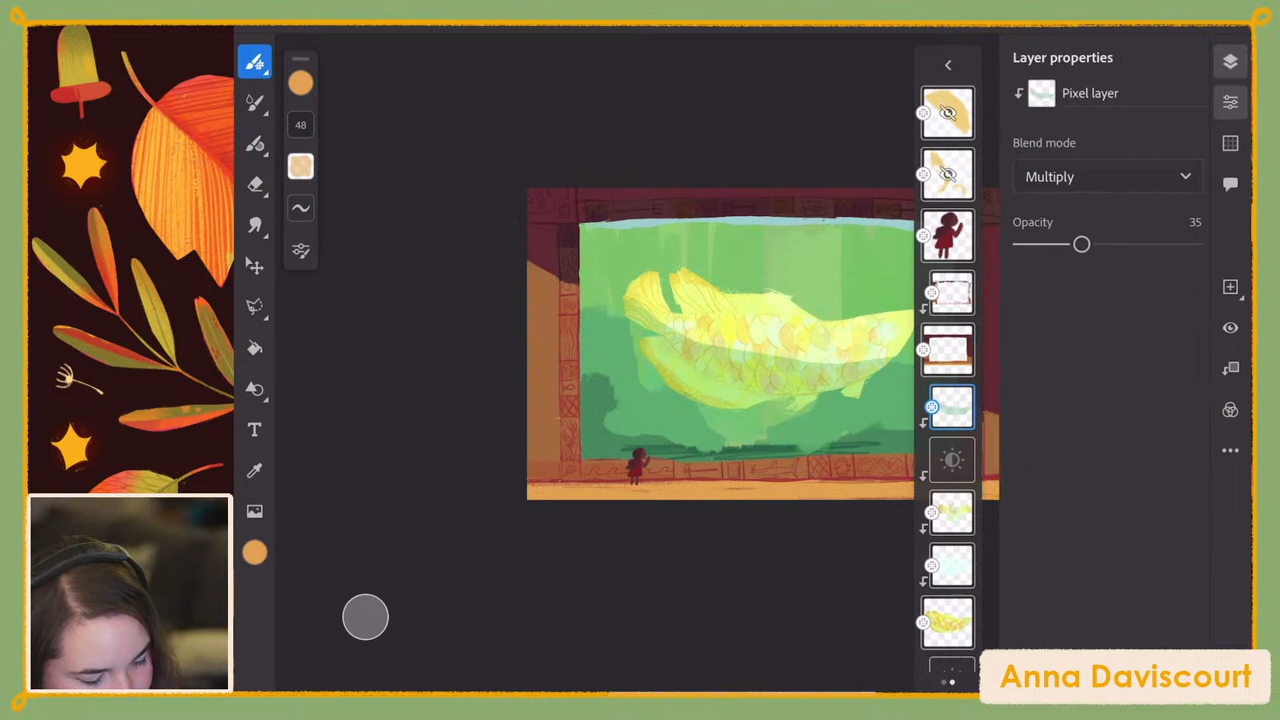 48
Layer properties
Pixel layer
Blend mode
Multiply
Opacity 35
T
Anna Daviscourt